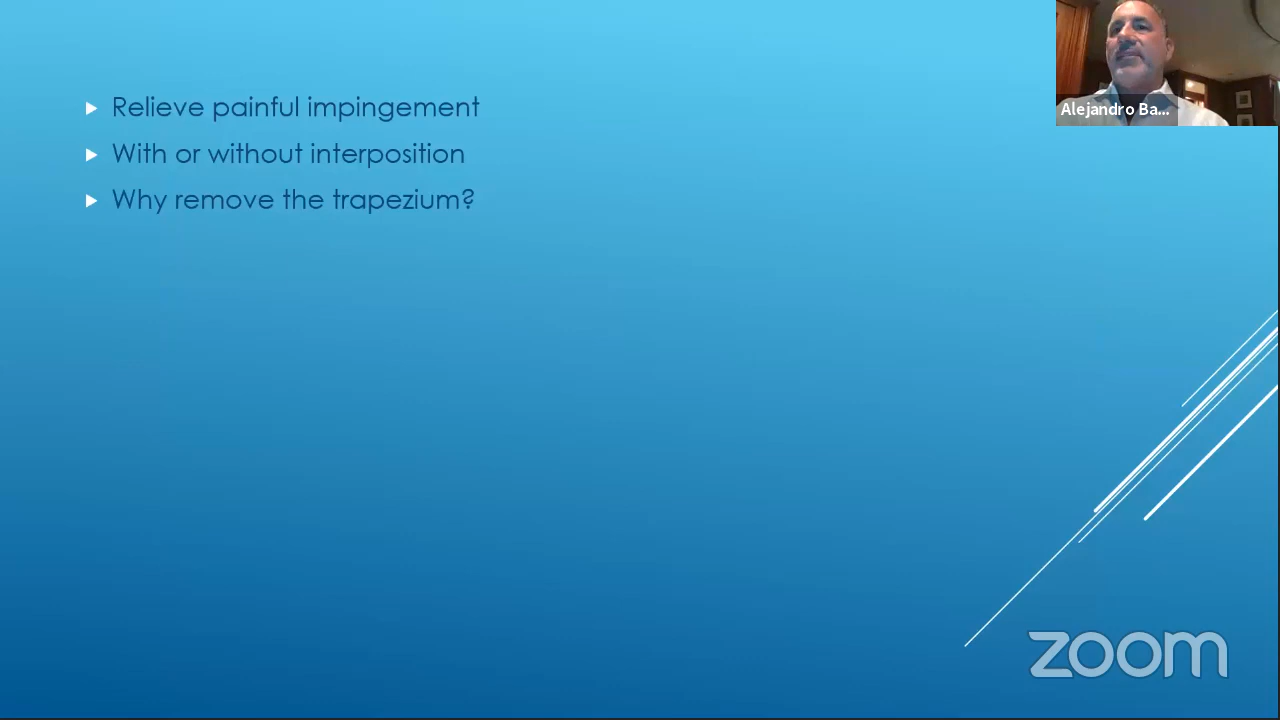 Relieve painful impingement
With or without interposition
Why remove the trapezium?
Alejandro Ba...
zoom